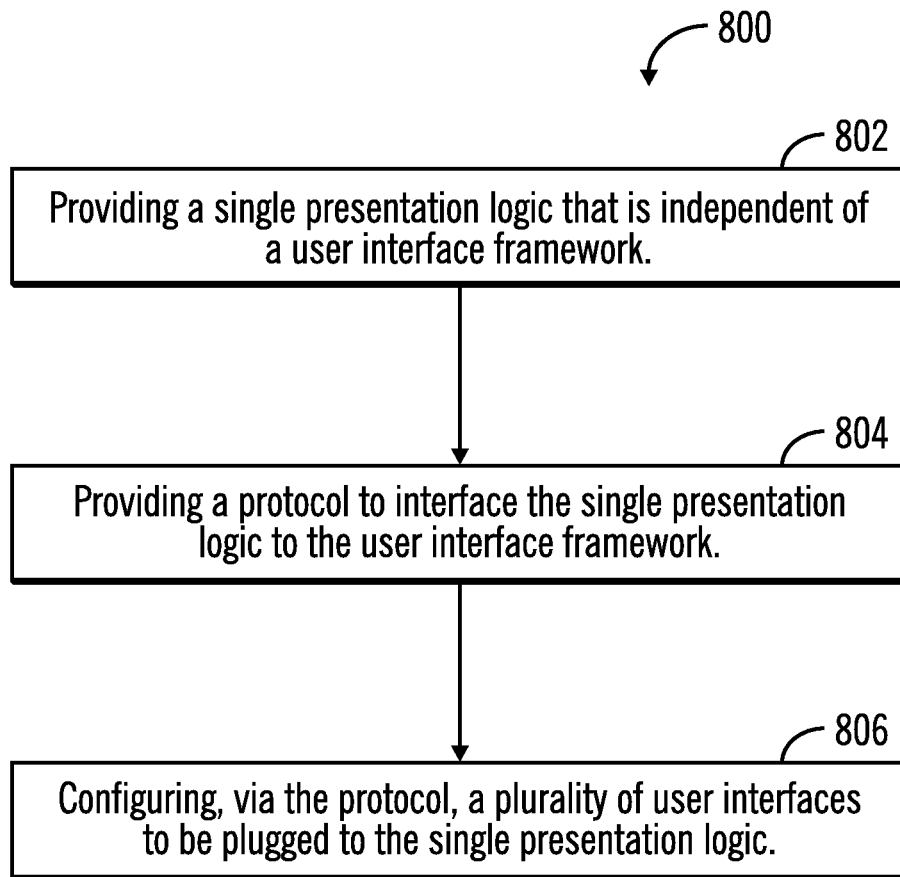 800
802
Providing a single presentation logic that is independent of
a user interface framework.
804
Providing a protocol to interface the single presentation
logic to the user interface framework.
806
Configuring, via the protocol, a plurality of user interfaces
to be plugged to the single presentation logic.